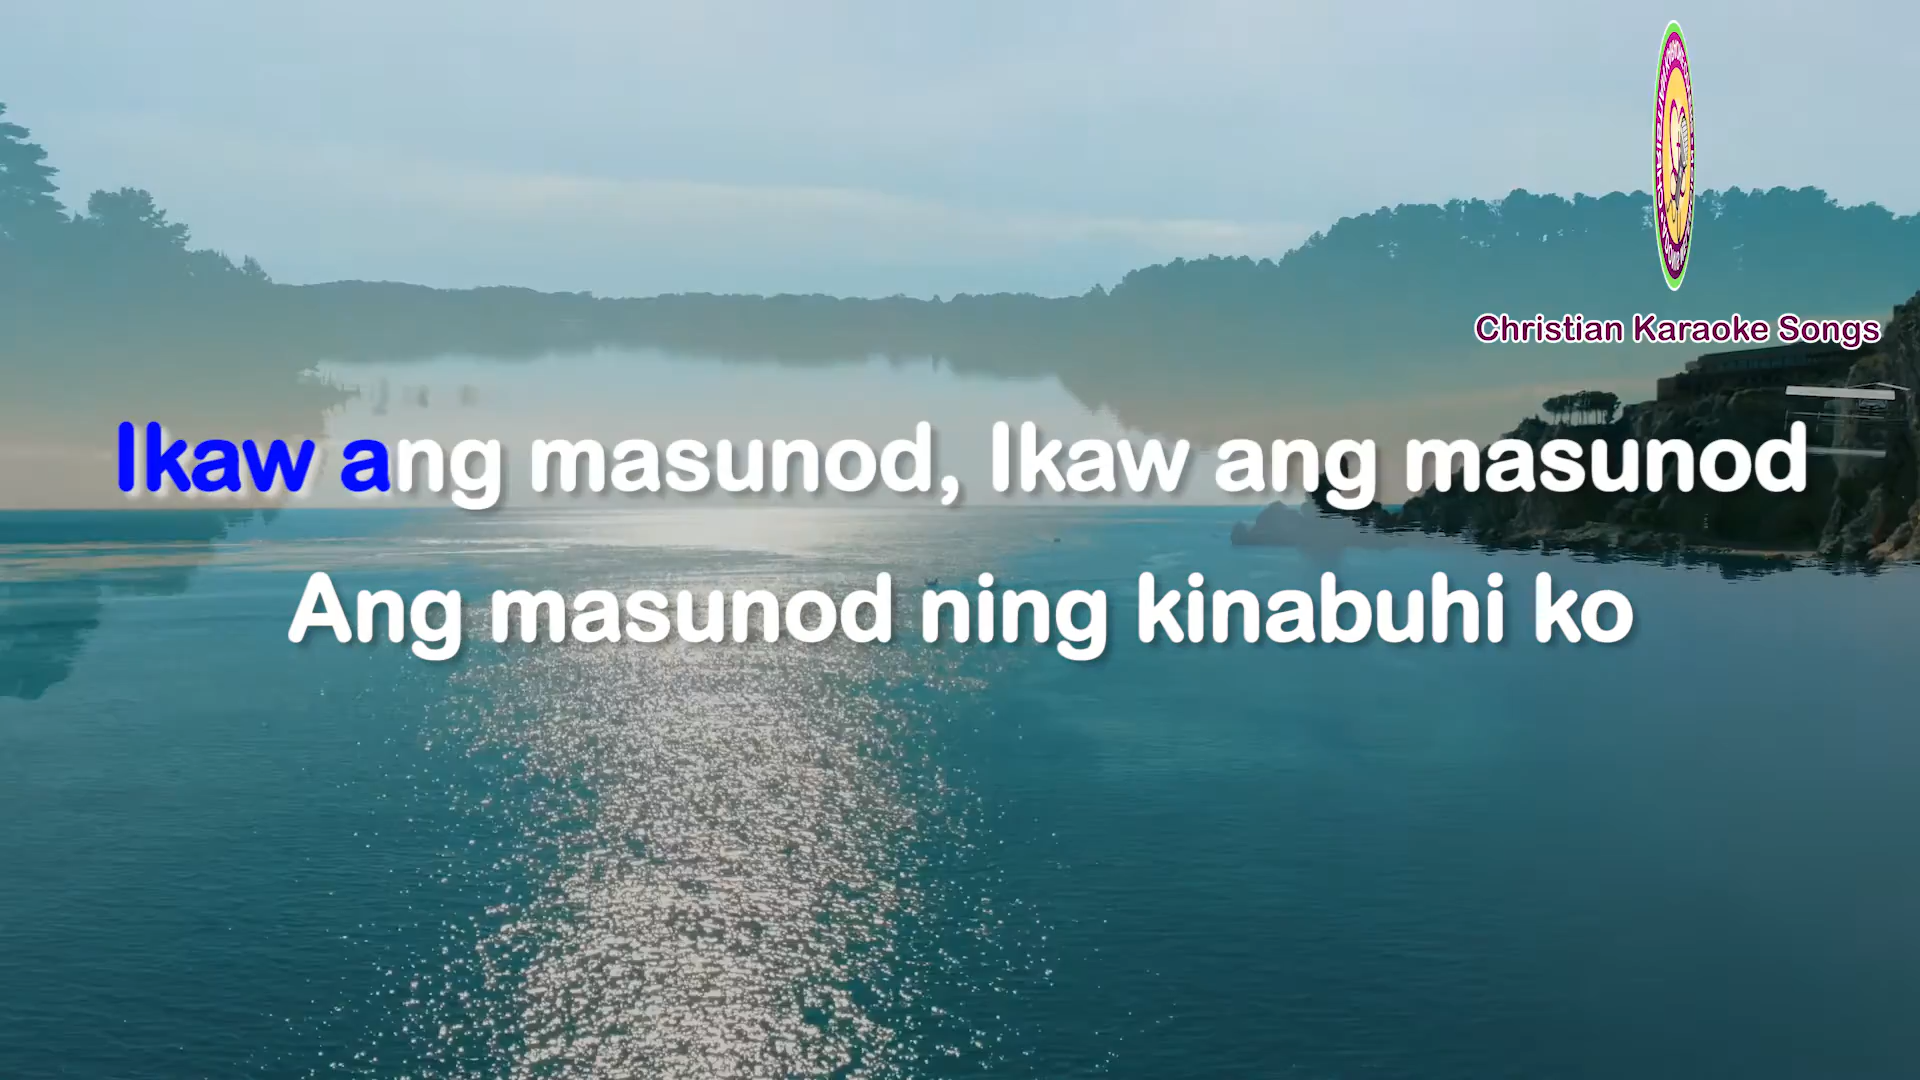 Christian Karaoke Songs
Ikaw ang masunod, Ikaw ang masunod
Ang masunod ning kinabuhi ko